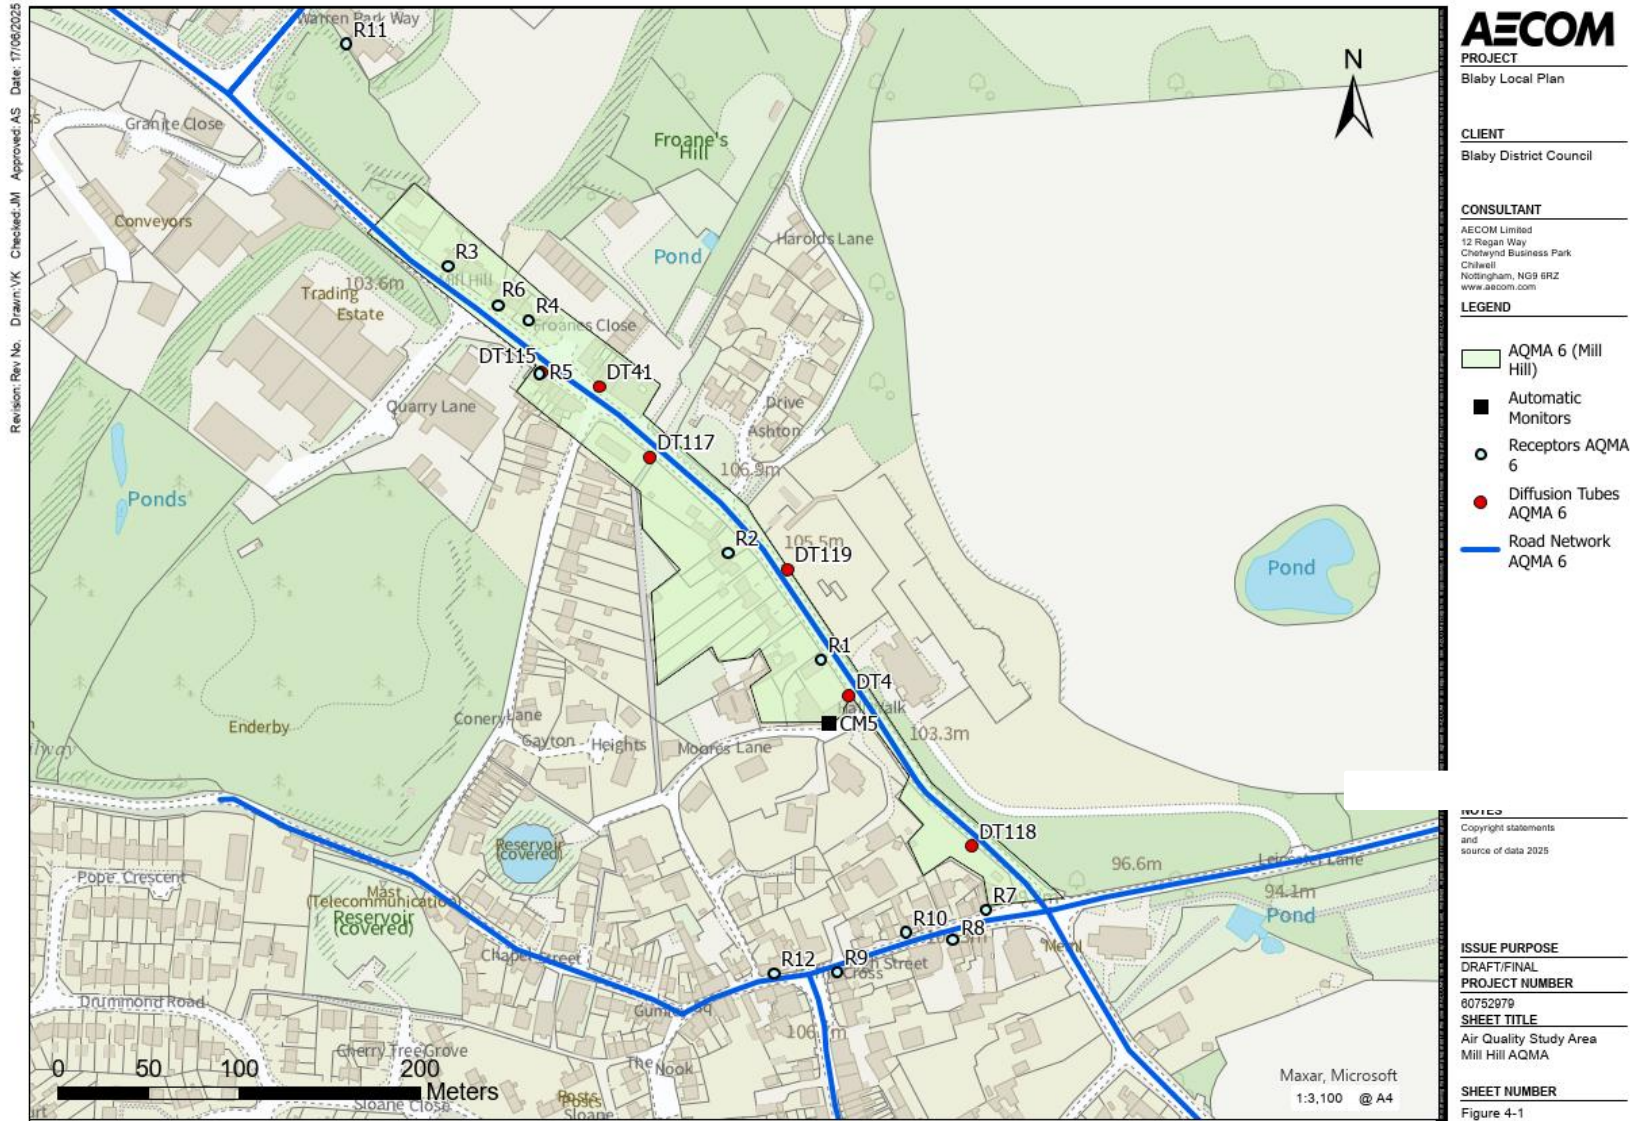 Revision: Rev No. Drawn: VK Checked: JM Approved: AS Date: 17/06/2025
Warren Park Way
R11
Granite Close
Froane's
Hill
Conveyors
Harold's Lane
Pond
R3
Mill Hill
103.6m
Trading
Estate
R6
R4
Froanes Close
DT115
R5
DT41
Quarry Lane
Drive
Ashton
DT117
106.9m
Ponds
R2
105.5m
DT119
Pond
R1
DT4
Hall Walk
CM5
Enderby
Conery Lane
Gayton Heights
Moores Lane
103.3m
DT118
Reservoir
(covered)
96.6m
Leicester Lane
94.1m
Pond
Pope Crescent
Mast
(Telecommunication)
Reservoir
(covered)
R7
R10
R8
Chapel Street
R12
R9
Cross
Street
Drummond Road
Cherry Tree Grove
The Nook
Posts
Sloane
Sloane Close
0 50 100 200
Meters
Maxar, Microsoft
1:3,100 @ A4
N
AECOM
PROJECT
Blaby Local Plan
CLIENT
Blaby District Council
CONSULTANT
AECOM Limited
12 Regan Way
Chetwynd Business Park
Chilwell
Nottingham, NG9 6RZ
www.aecom.com
LEGEND
AQMA 6 (Mill
Hill)
Automatic
Monitors
Receptors AQMA
6
Diffusion Tubes
AQMA 6
Road Network
AQMA 6
NOTES
Copyright statements
and
source of data 2025
ISSUE PURPOSE
DRAFT/FINAL
PROJECT NUMBER
60752979
SHEET TITLE
Air Quality Study Area
Mill Hill AQMA
SHEET NUMBER
Figure 4-1